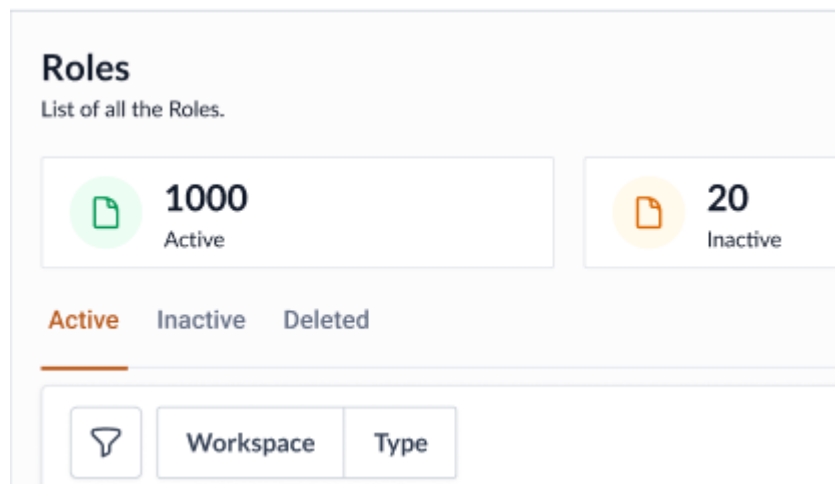 Roles
List of all the Roles.
1000
Active
20
Inactive
Active Inactive Deleted
Workspace Type